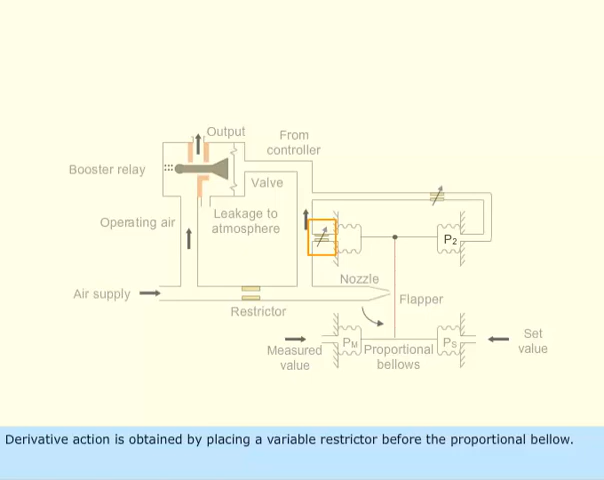 Output
From
controller
Booster relay
Valve
Leakage to
atmosphere
Operating air
P2
Nozzle
Air supply
Flapper
Restrictor
Set
value
PM
PS
Measured
value
Proportional
bellows
Derivative action is obtained by placing a variable restrictor before the proportional bellow.